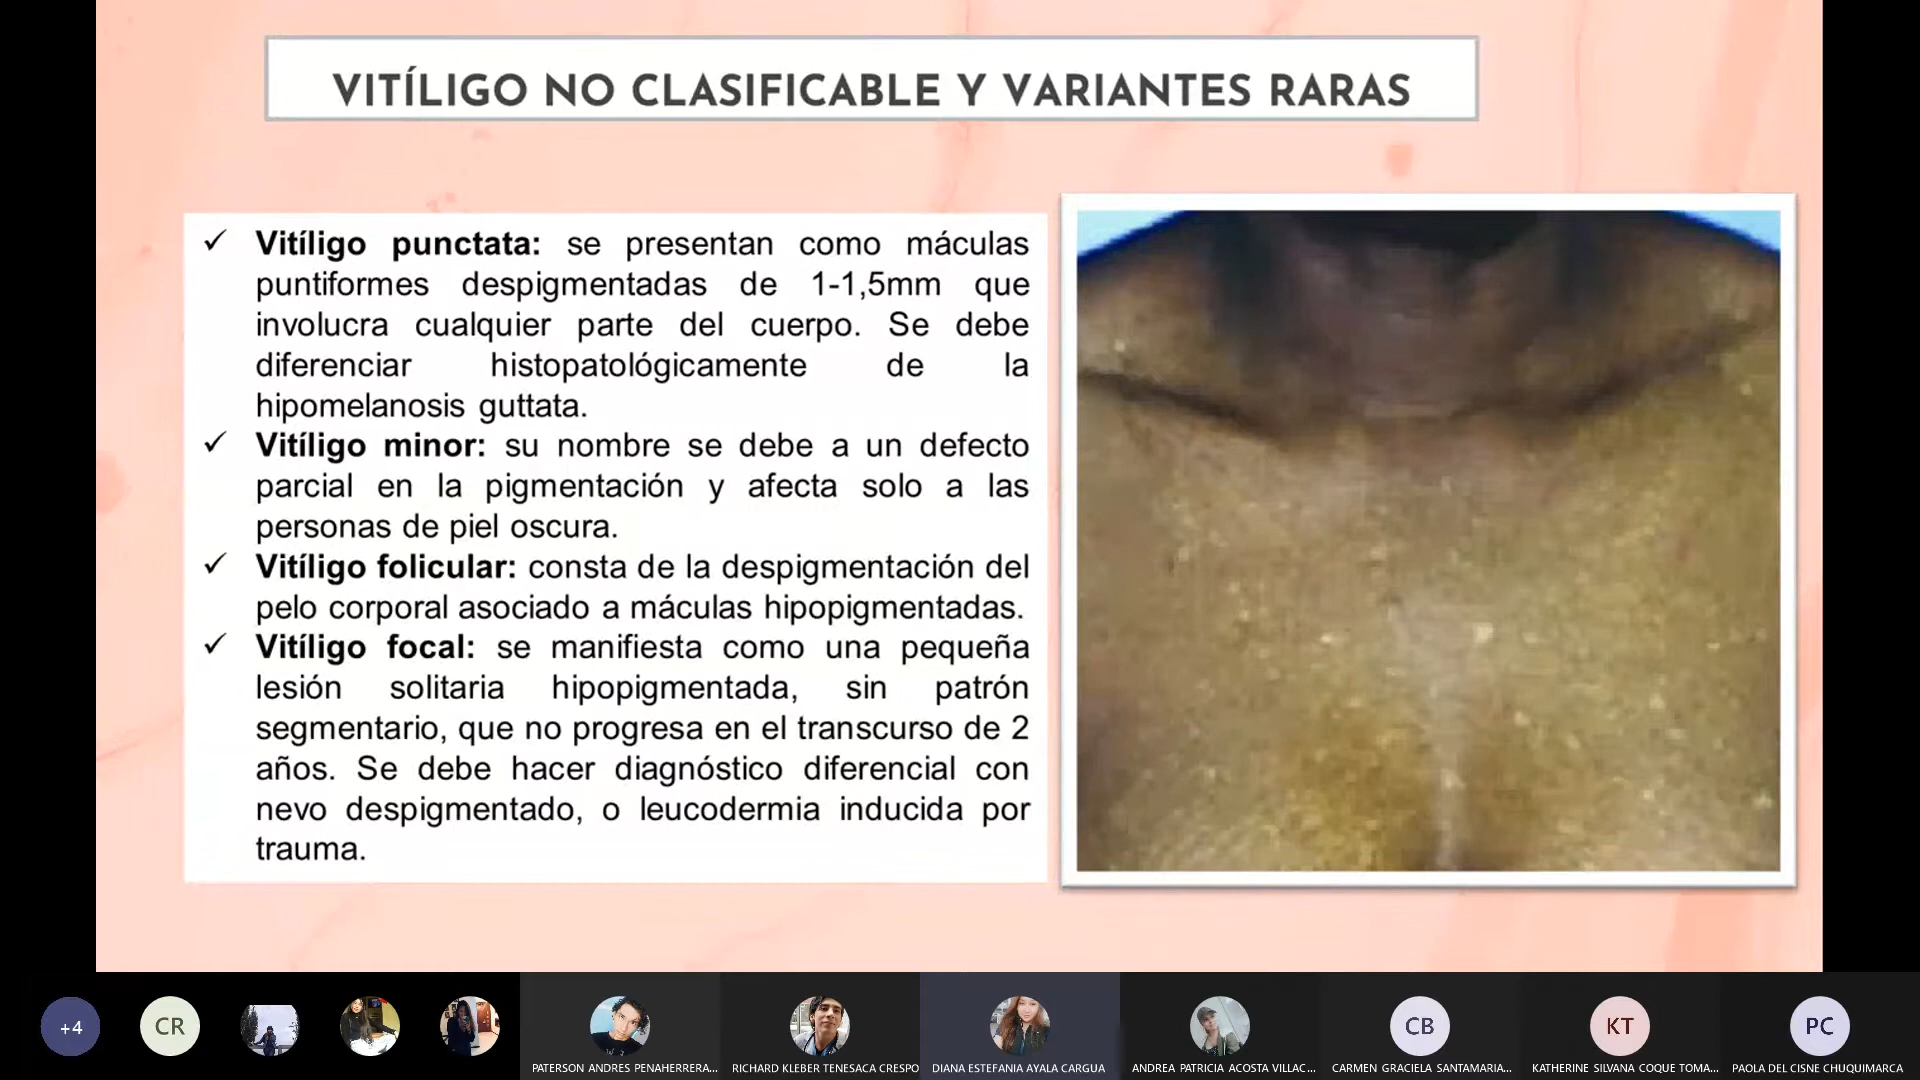 VITÍLIGO NO CLASIFICABLE Y VARIANTES RARAS
✓ Vitíligo punctata: se presentan como máculas
puntiformes despigmentadas de 1-1,5mm que
involucra cualquier parte del cuerpo. Se debe
diferenciar histopatológicamente de la
hipomelanosis guttata.
✓ Vitíligo minor: su nombre se debe a un defecto
parcial en la pigmentación y afecta solo a las
personas de piel oscura.
✓ Vitíligo folicular: consta de la despigmentación del
pelo corporal asociado a máculas hipopigmentadas.
✓ Vitíligo focal: se manifiesta como una pequeña
lesión solitaria hipopigmentada, sin patrón
segmentario, que no progresa en el transcurso de 2
años. Se debe hacer diagnóstico diferencial con
nevo despigmentado, o leucodermia inducida por
trauma.
+4
CR
CB
KT
PC
PATERSON ANDRES PENAHERRERA...
RICHARD KLEBER TENESACA CRESPO
DIANA ESTEFANIA AYALA CARGUA
ANDREA PATRICIA ACOSTA VILLAC...
CARMEN GRACIELA SANTAMARIA...
KATHERINE SILVANA COQUE TOMA...
PAOLA DEL CISNE CHUQUIMARCA